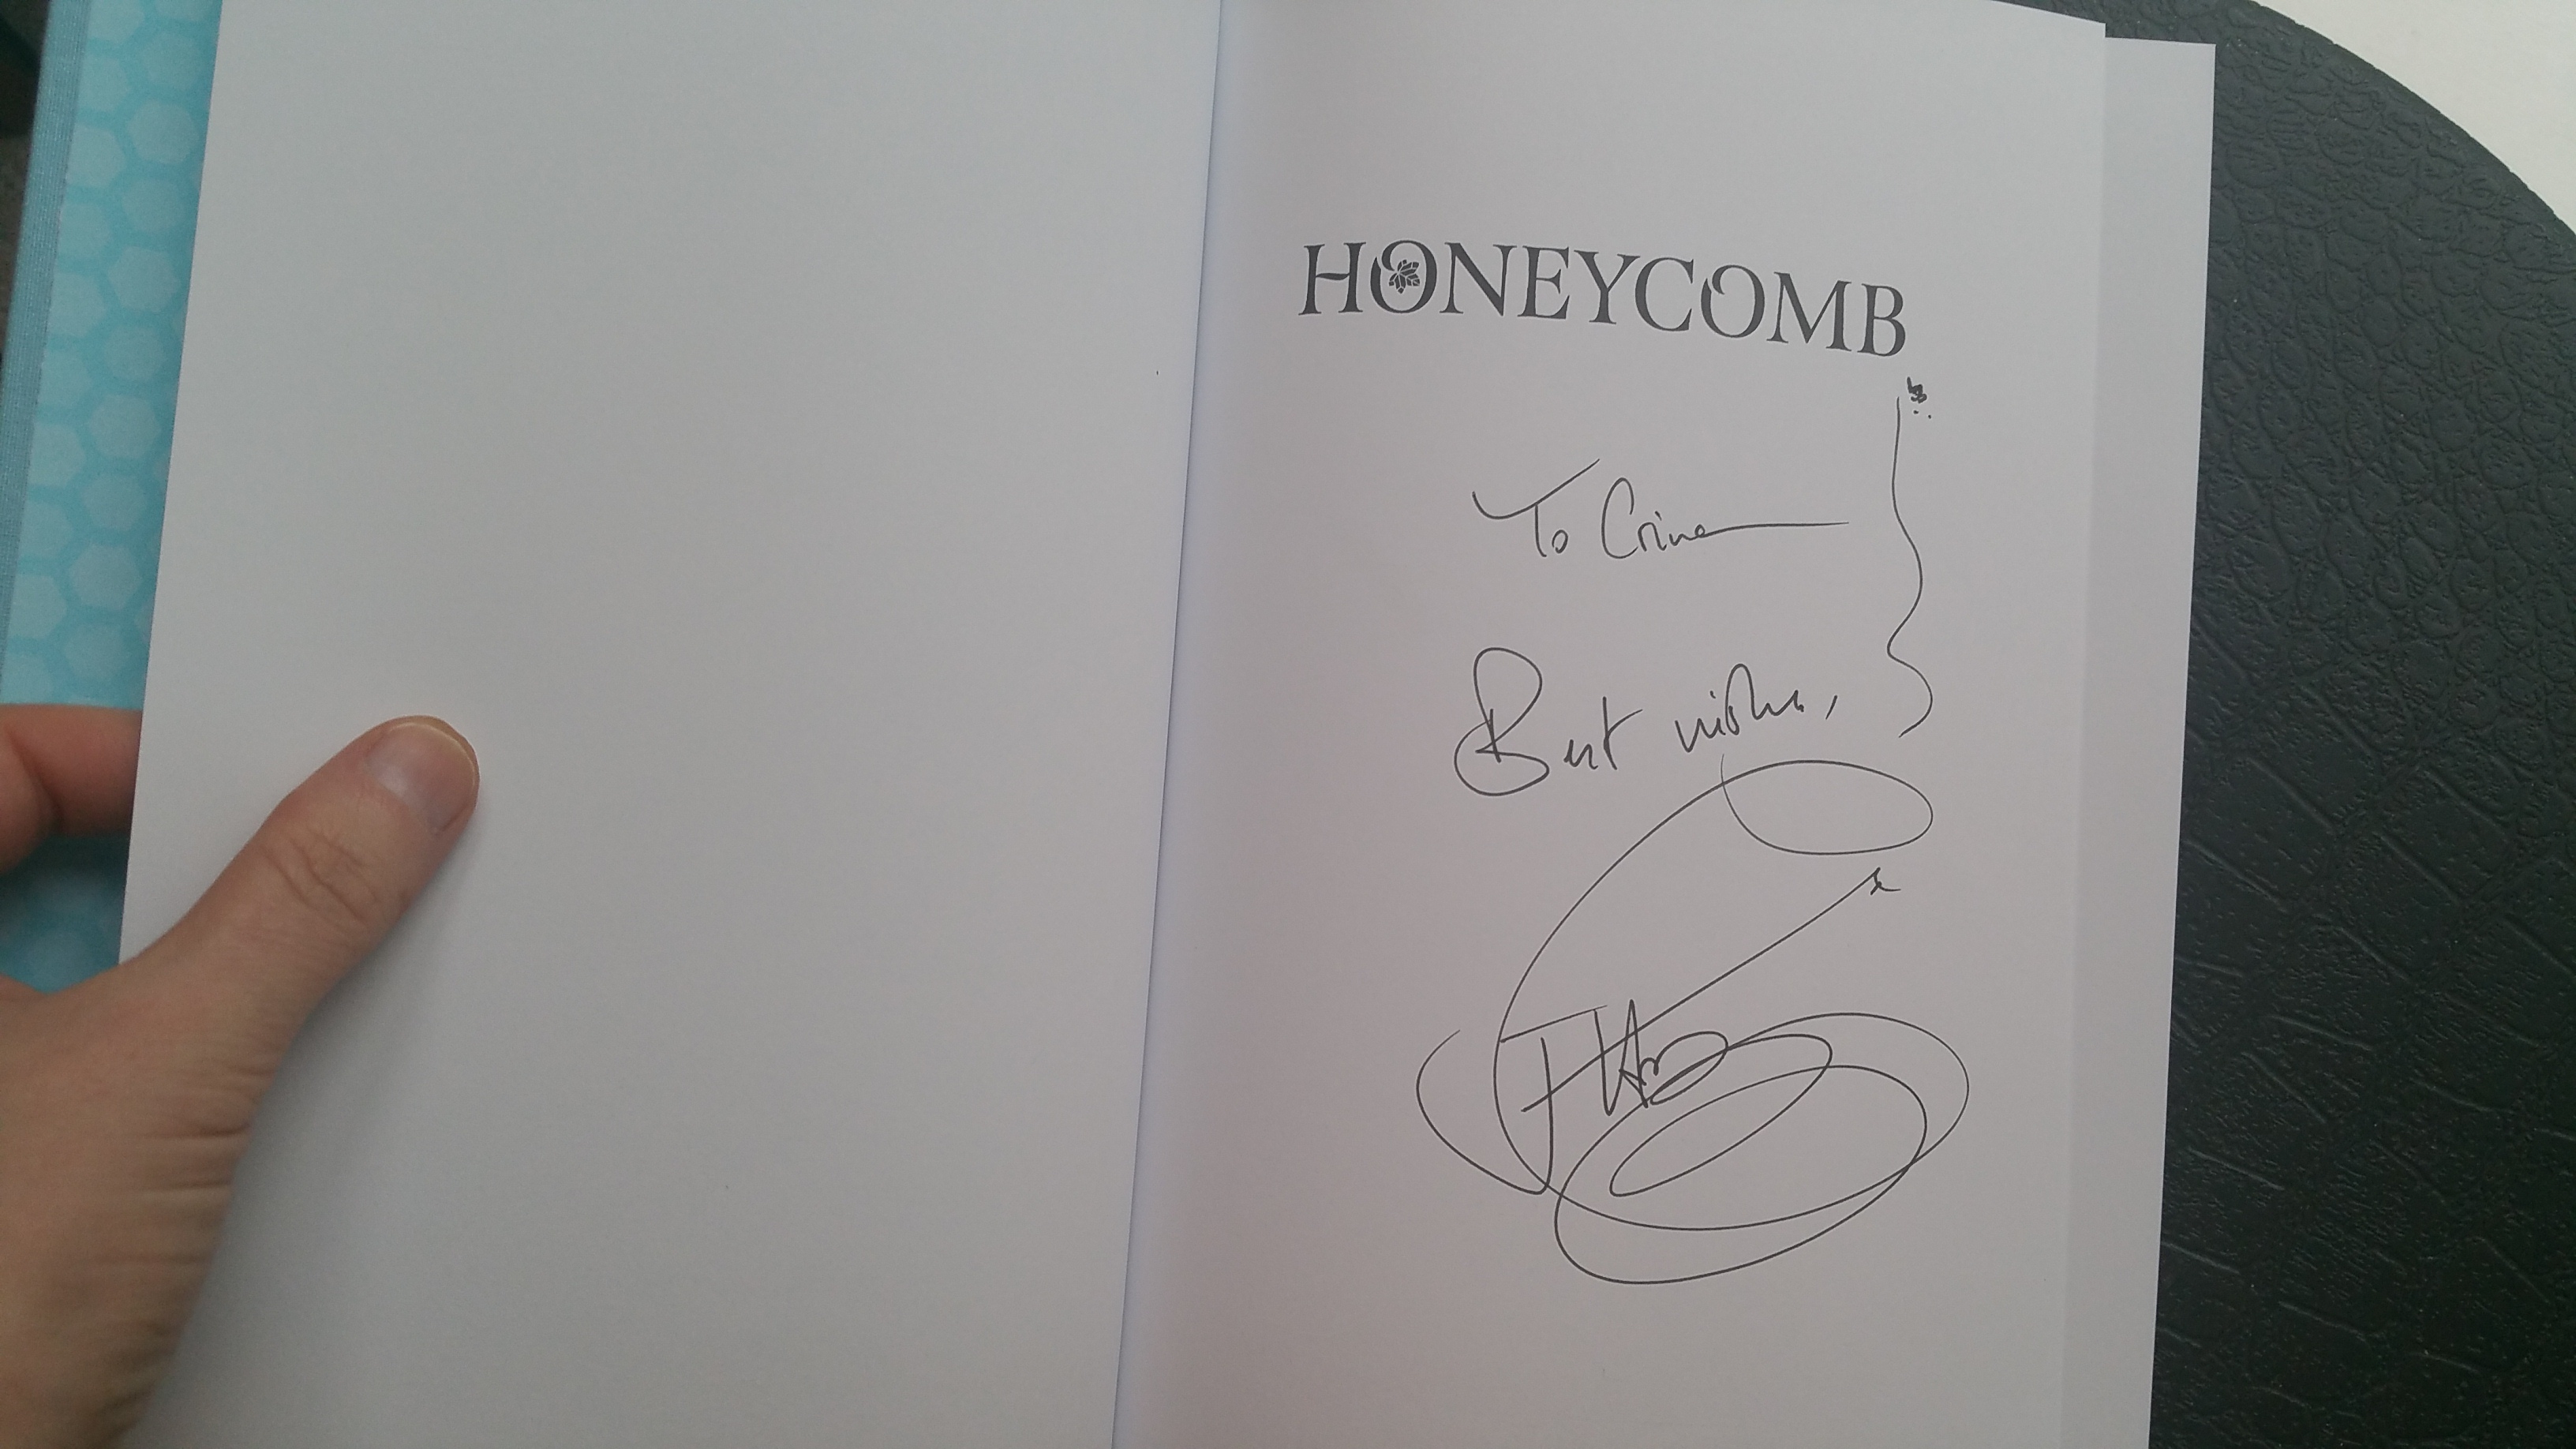 HONEYCOMB
To Crina
Best wishes,